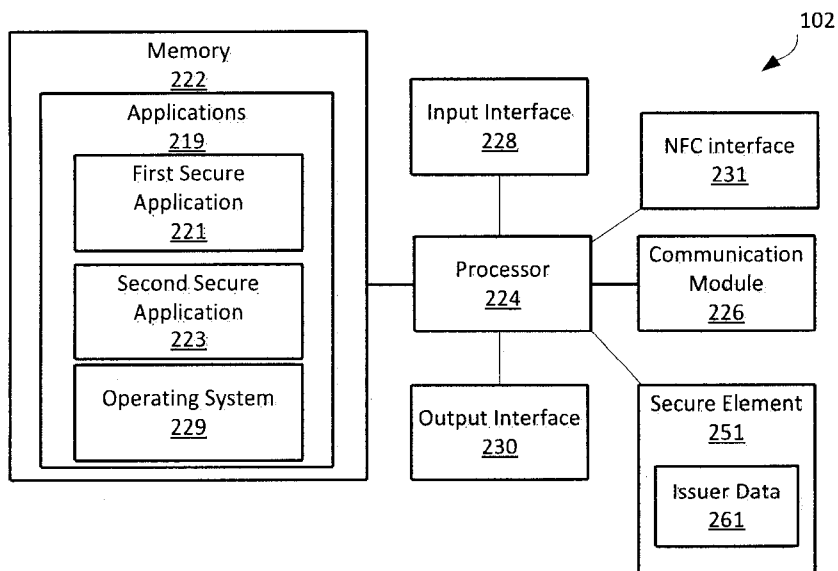 102
Memory
222
Applications
219
First Secure
Application
221
Second Secure
Application
223
Operating System
229
Input Interface
228
Processor
224
Output Interface
230
NFC interface
231
Communication
Module
226
Secure Element
251
Issuer Data
261